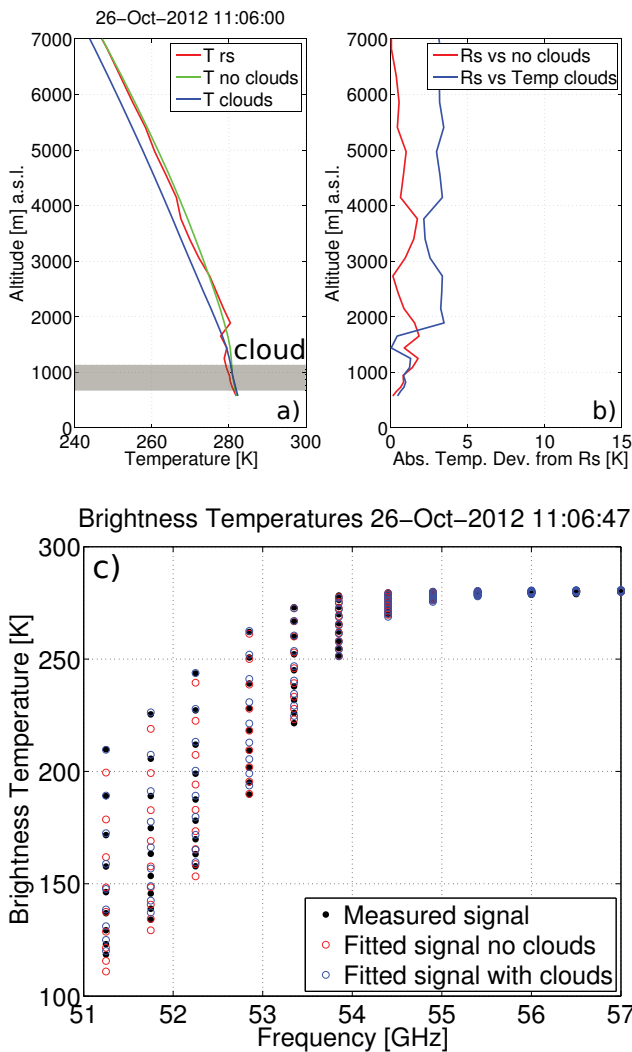 26−Oct−2012 11:06:00
7000
6000
5000
4000
3000
2000
1000
0
Altitude [m] a.s.l.
T rs
T no clouds
T clouds
cloud
a)
240 260 280 300
Temperature [K]
7000
6000
5000
4000
3000
2000
1000
0
Altitude [m] a.s.l.
Rs vs no clouds
Rs vs Temp clouds
b)
0 5 10 15
Abs. Temp. Dev. from Rs [K]
Brightness Temperatures 26−Oct−2012 11:06:47
c)
300
250
200
150
100
Brightness Temperature [K]
Measured signal
Fitted signal no clouds
Fitted signal with clouds
51 52 53 54 55 56 57
Frequency [GHz]